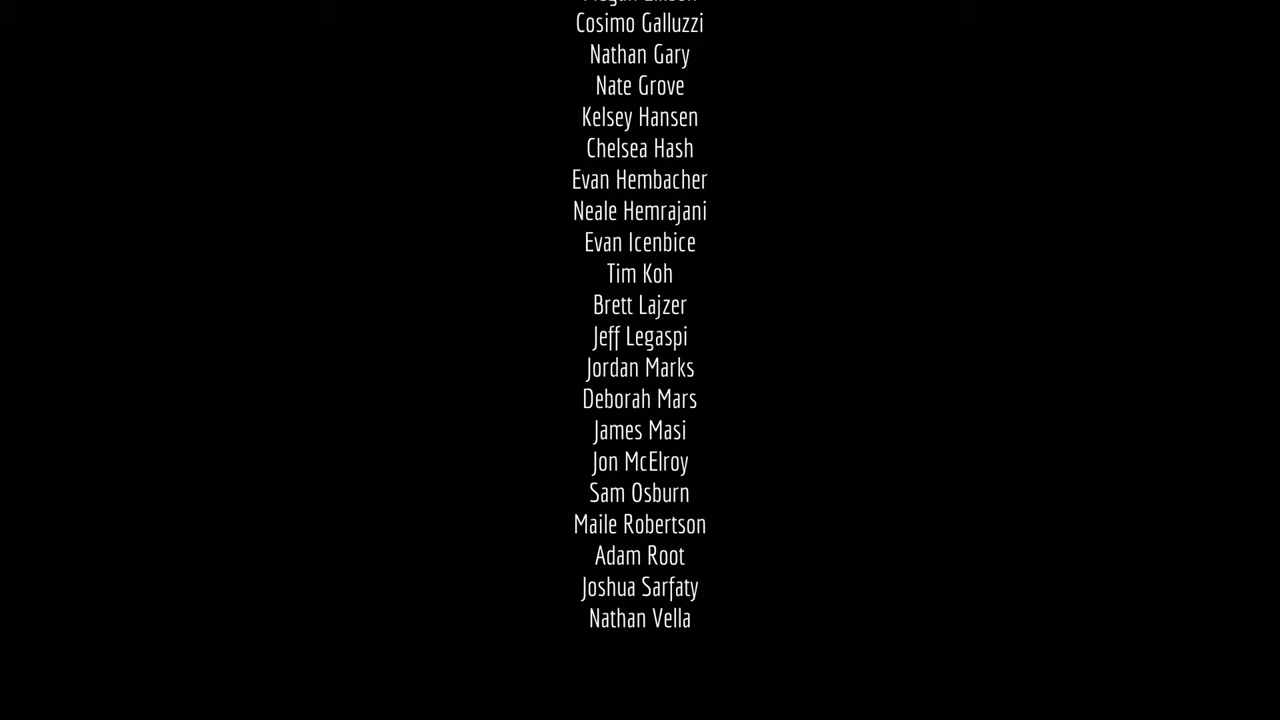 Cosimo Galluzzi
Nathan Gary
Nate Grove
Kelsey Hansen
Chelsea Hash
Evan Hembacher
Neale Hemrajani
Evan Icenbice
Tim Koh
Brett Lajzer
Jeff Legaspi
Jordan Marks
Deborah Mars
James Masi
Jon McElroy
Sam Osburn
Maile Robertson
Adam Root
Joshua Sarfaty
Nathan Vella